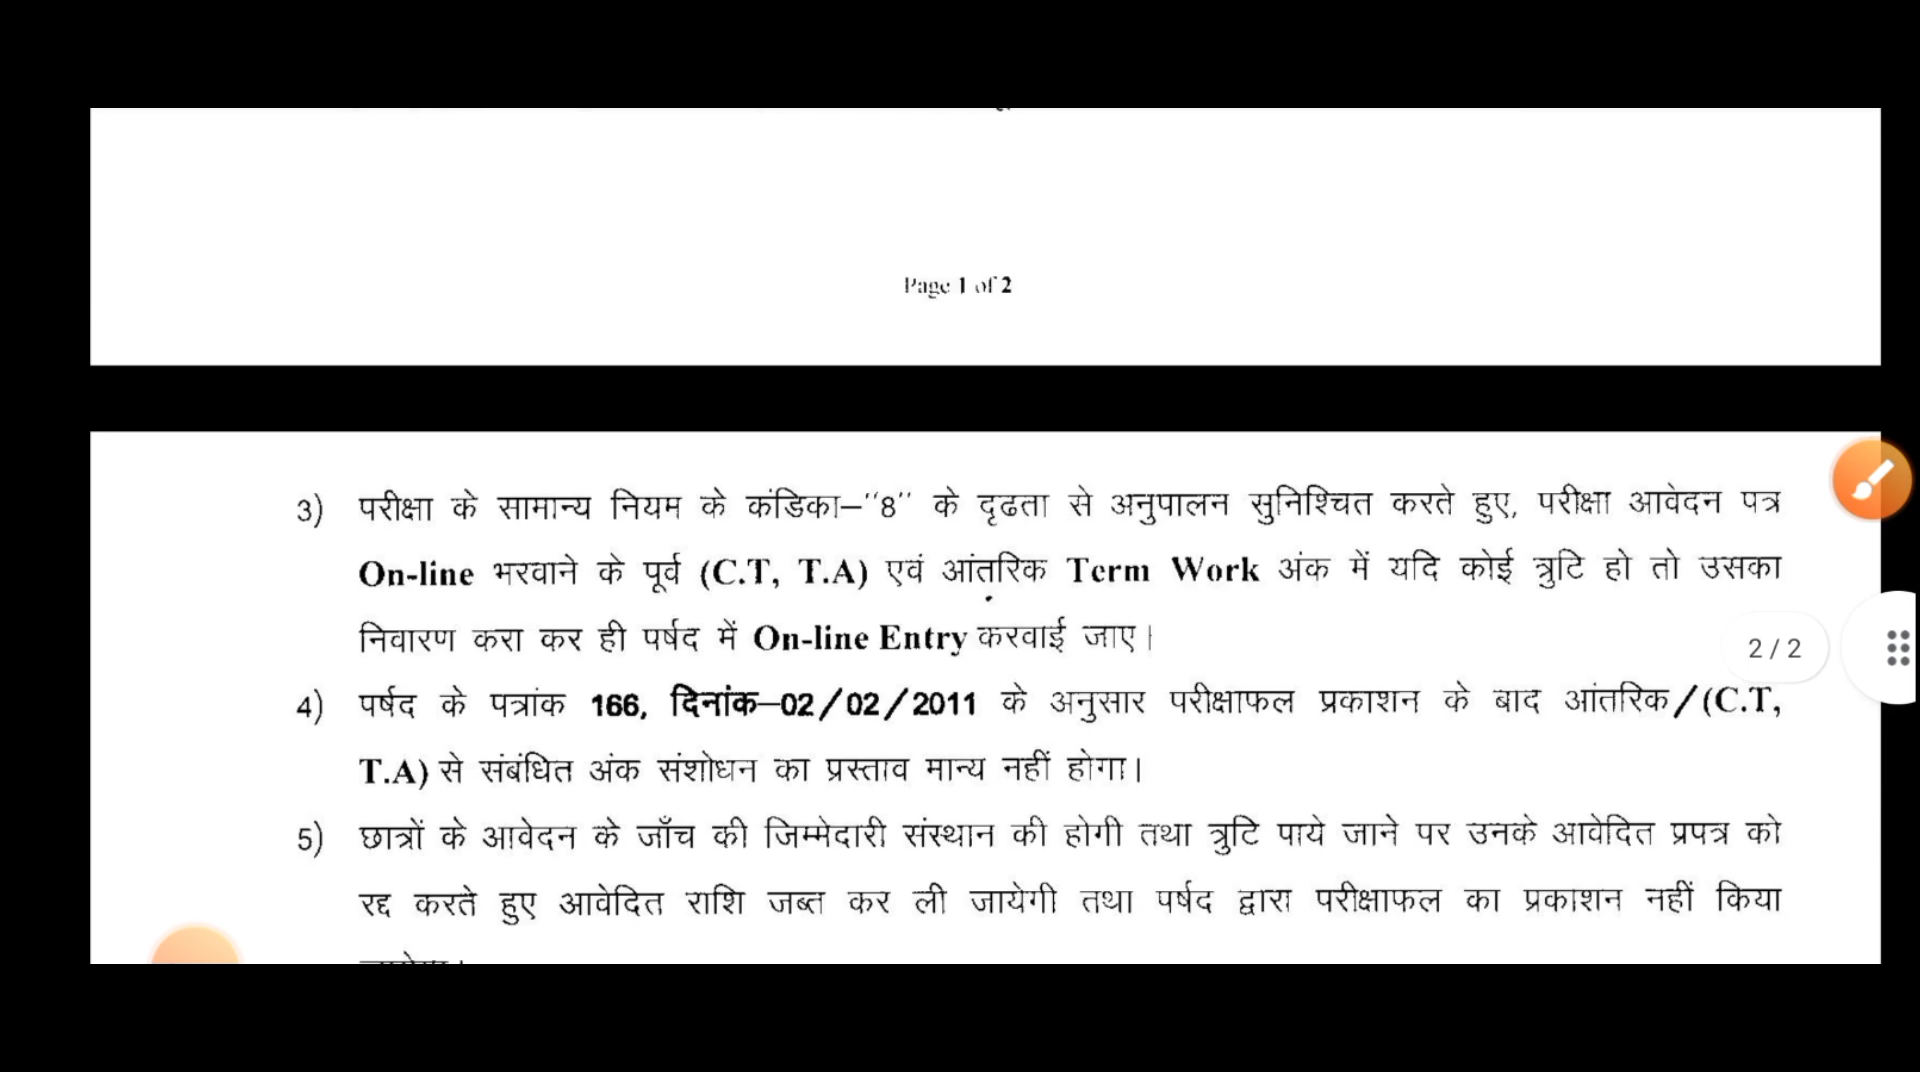 Page 1 of 2
3) परीक्षा के सामान्य नियम के कंडिका–"8" के दृढता से अनुपालन सुनिश्चित करते हुए, परीक्षा आवेदन पत्र
On-line भरवाने के पूर्व (C.T, T.A) एवं आंतरिक Term Work अंक में यदि कोई त्रुटि हो तो उसका
निवारण करा कर ही पर्षद में On-line Entry करवाई जाए।
2 / 2
4) पर्षद के पत्रांक 166, दिनांक–02/02/2011 के अनुसार परीक्षाफल प्रकाशन के बाद आंतरिक/(C.T,
T.A) से संबंधित अंक संशोधन का प्रस्ताव मान्य नहीं होगा।
5) छात्रों के आवेदन के जाँच की जिम्मेदारी संस्थान की होगी तथा त्रुटि पाये जाने पर उनके आवेदित प्रपत्र को
रद्द करते हुए आवेदित राशि जब्त कर ली जायेगी तथा पर्षद द्वारा परीक्षाफल का प्रकाशन नहीं किया